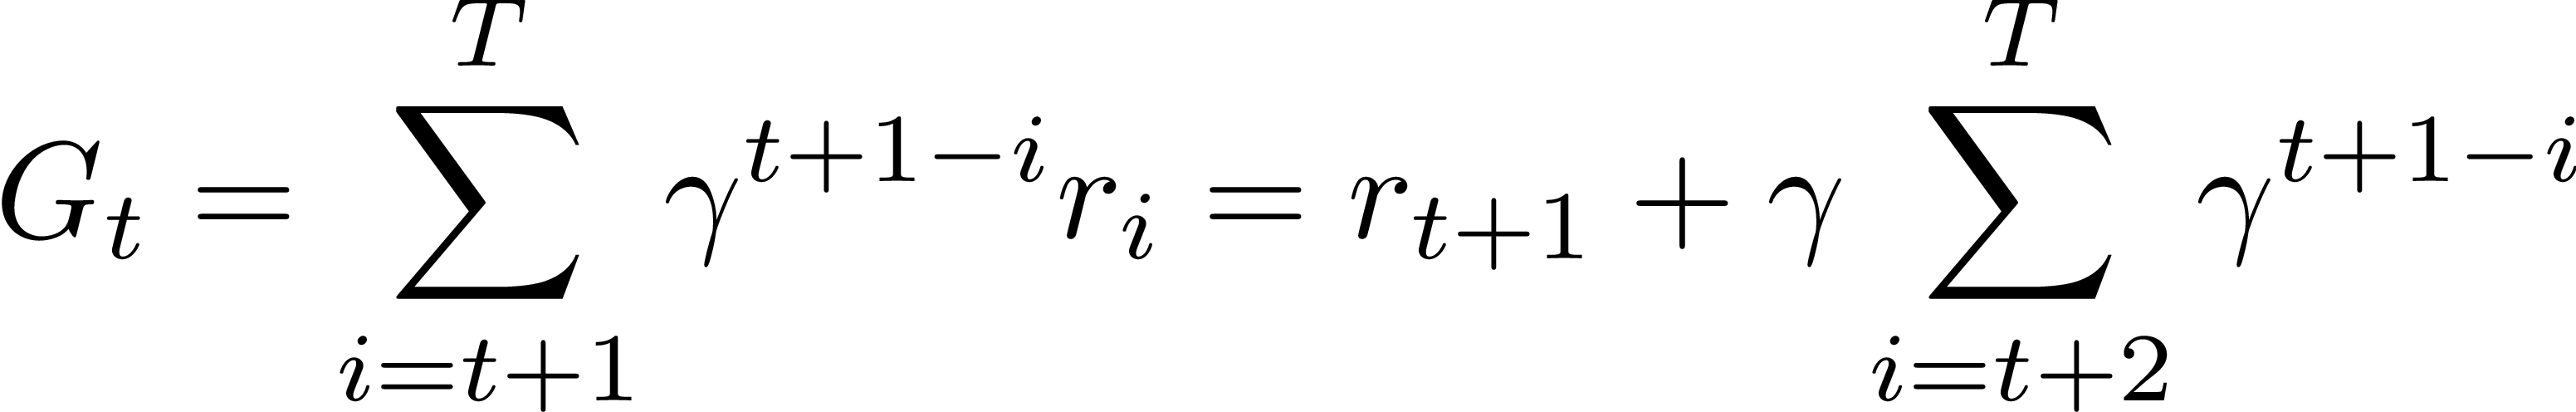 G_t = \sum_{i=t+1}^{T} \gamma^{t+1-i} r_i = r_{t+1} + \gamma \sum_{i=t+2}^{T} \gamma^{t+1-i}